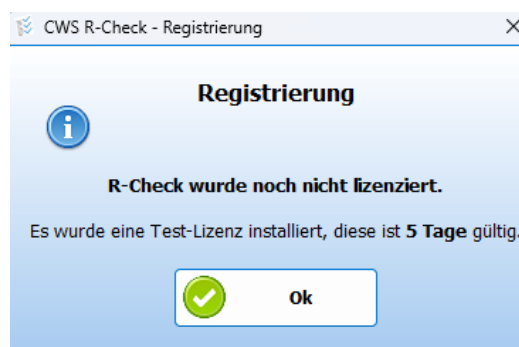 CWS R-Check - Registrierung
Registrierung
R-Check wurde noch nicht lizenziert.
Es wurde eine Test-Lizenz installiert, diese ist 5 Tage gültig.
Ok